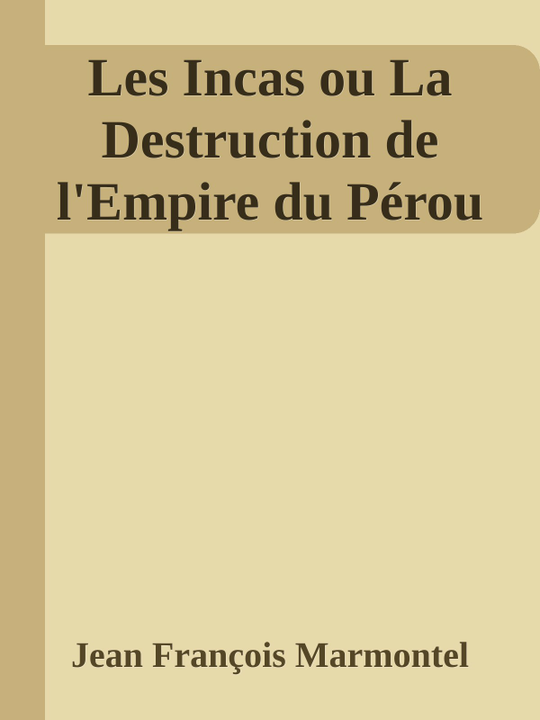 Les Incas ou La
Destruction de
l'Empire du Pérou
Jean François Marmontel